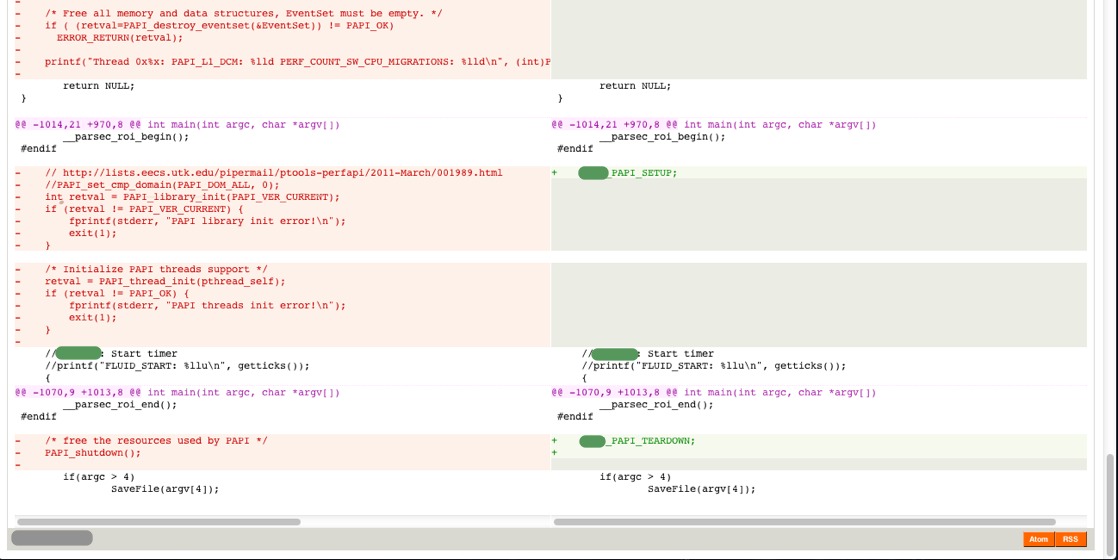 -
-    /* Free all memory and data structures, EventSet must be empty. */
-    if ( (retval=PAPI_destroy_eventset(&EventSet)) != PAPI_OK)
-      ERROR_RETURN(retval);
-
-    printf("Thread 0x%x: PAPI_L1_DCM: %lld PERF_COUNT_SW_CPU_MIGRATIONS: %lld\n", (int)P
-
        return NULL;        return NULL;
}        }
@@ -1014,21 +970,8 @@ int main(int argc, char *argv[])        @@ -1014,21 +970,8 @@ int main(int argc, char *argv[])
        __parsec_roi_begin();        __parsec_roi_begin();
#endif        #endif
-    // http://lists.eecs.utk.edu/pipermail/ptools-perfapi/2011-March/001989.html        +    _PAPI_SETUP;
-    //PAPI_set_cmp_domain(PAPI_DOM_ALL, 0);
-    int retval = PAPI_library_init(PAPI_VER_CURRENT);
-    if (retval != PAPI_VER_CURRENT) {
-        fprintf(stderr, "PAPI library init error!\n");
-        exit(1);
-    }
-    /* Initialize PAPI threads support */
-    retval = PAPI_thread_init(pthread_self);
-    if (retval != PAPI_OK) {
-        fprintf(stderr, "PAPI threads init error!\n");
-        exit(1);
-    }
-
    //: Start timer        //: Start timer
    //printf("FLUID_START: %llu\n", getticks());        //printf("FLUID_START: %llu\n", getticks());
    {        {
@@ -1070,9 +1013,8 @@ int main(int argc, char *argv[])        @@ -1070,9 +1013,8 @@ int main(int argc, char *argv[])
        __parsec_roi_end();        __parsec_roi_end();
#endif        #endif
-    /* free the resources used by PAPI */        +    _PAPI_TEARDOWN;
-    PAPI_shutdown();        +
-
        if(argc > 4)        if(argc > 4)
                SaveFile(argv[4]);        SaveFile(argv[4]);
Atom RSS